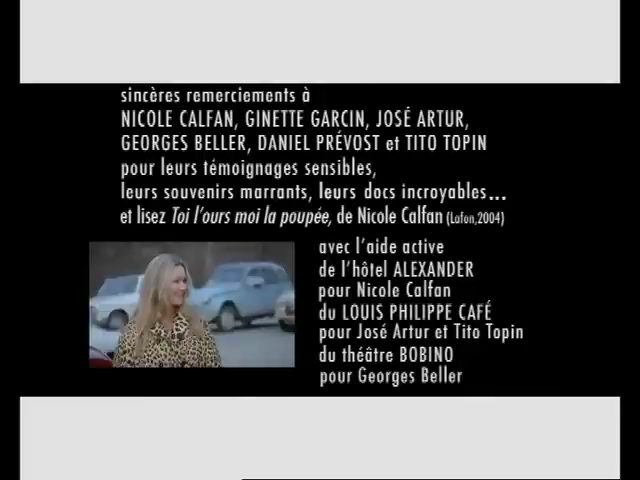 sincères remerciements à
NICOLE CALFAN, GINETTE GARCIN, JOSÉ ARTUR,
GEORGES BELLER, DANIEL PRÉVOST et TITO TOPIN
pour leurs témoignages sensibles,
leurs souvenirs marrants, leurs docs incroyables...
et lisez Toi l'ours moi la poupée, de Nicole Calfan (Lafon,2004)
avec l'aide active
de l'hôtel ALEXANDER
pour Nicole Calfan
du LOUIS PHILIPPE CAFÉ
pour José Artur et Tito Topin
du théâtre BOBINO
pour Georges Beller